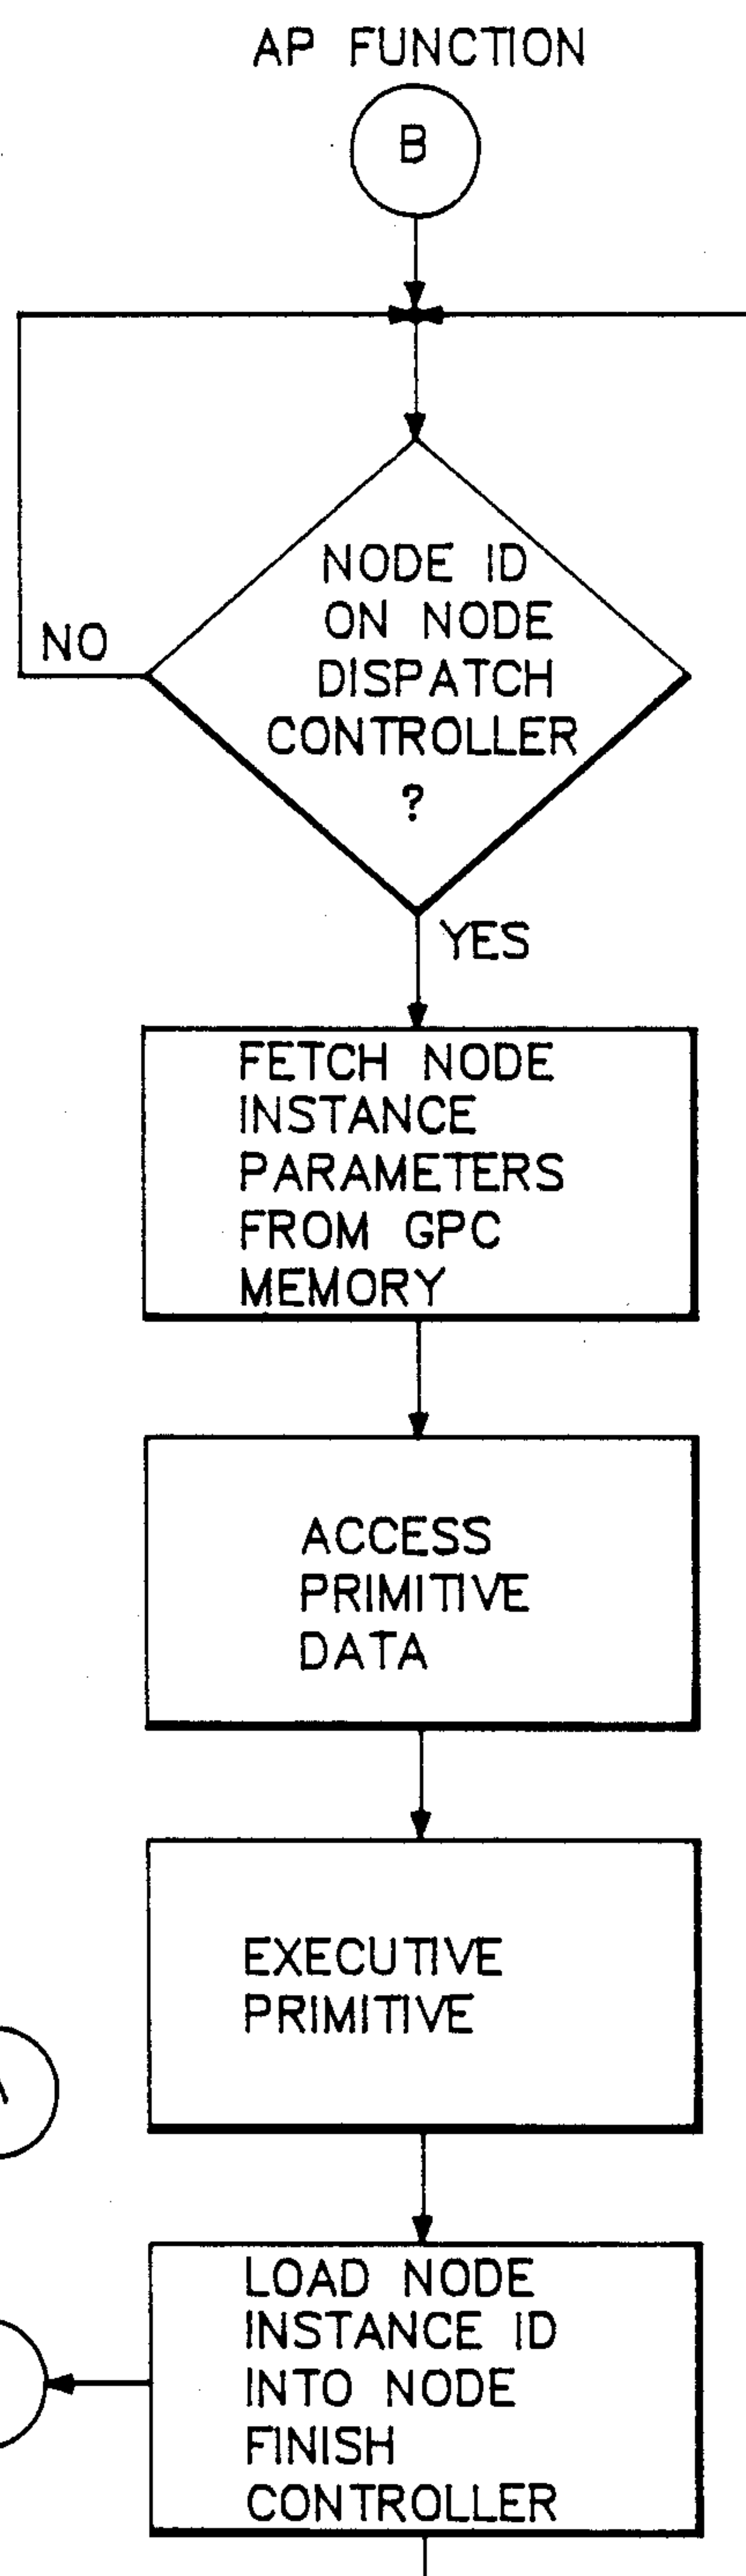 AP FUNCTION
B
NODE ID
ON NODE
DISPATCH
CONTROLLER
?
NO
YES
FETCH NODE
INSTANCE
PARAMETERS
FROM GPC
MEMORY
ACCESS
PRIMITIVE
DATA
EXECUTIVE
PRIMITIVE
LOAD NODE
INSTANCE ID
INTO NODE
FINISH
CONTROLLER